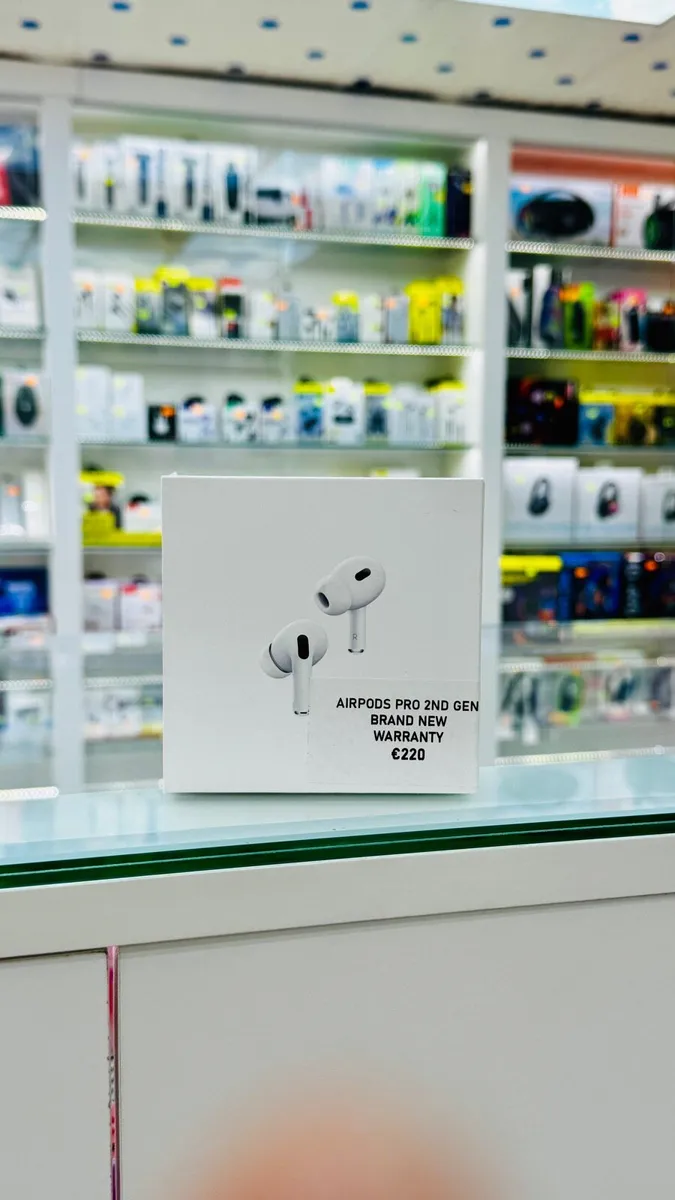 AIRPODS PRO 2ND GEN
BRAND NEW
WARRANTY
€220